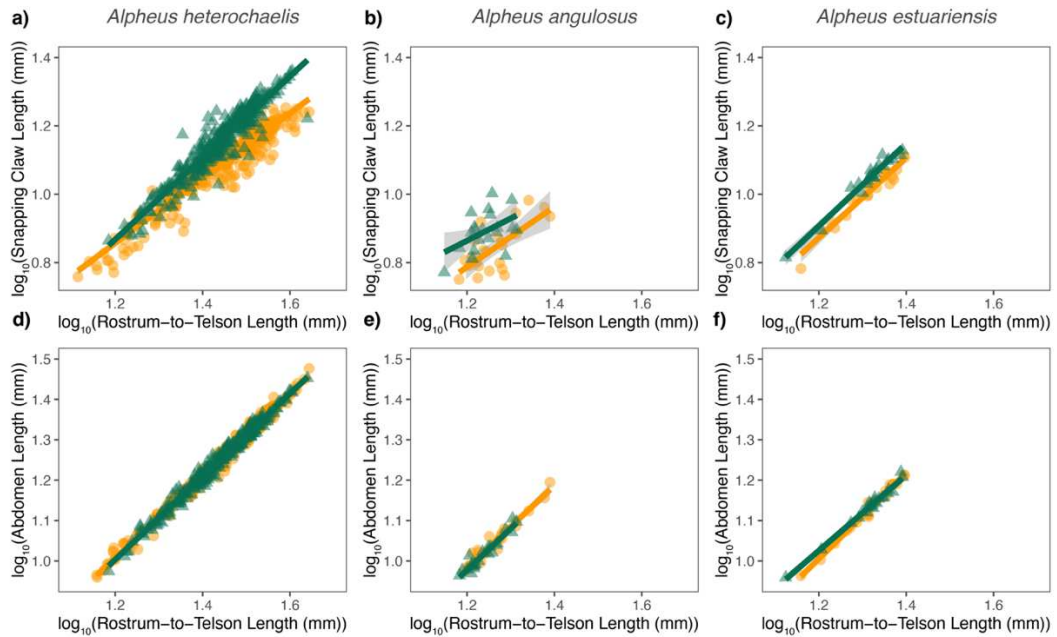 a) Alpheus heterochaelis b) Alpheus angulosus c) Alpheus estuariensis
log10(Snapping Claw Length (mm))
1.4
1.2
1.0
0.8
1.2 1.4 1.6
log10(Rostrum−to−Telson Length (mm))
log10(Snapping Claw Length (mm))
1.4
1.2
1.0
0.8
1.2 1.4 1.6
log10(Rostrum−to−Telson Length (mm))
log10(Snapping Claw Length (mm))
1.4
1.2
1.0
0.8
1.2 1.4 1.6
log10(Rostrum−to−Telson Length (mm))
d) e) f)
log10(Abdomen Length (mm))
1.5
1.4
1.3
1.2
1.1
1.0
1.2 1.4 1.6
log10(Rostrum−to−Telson Length (mm))
log10(Abdomen Length (mm))
1.5
1.4
1.3
1.2
1.1
1.0
1.2 1.4 1.6
log10(Rostrum−to−Telson Length (mm))
log10(Abdomen Length (mm))
1.5
1.4
1.3
1.2
1.1
1.0
1.2 1.4 1.6
log10(Rostrum−to−Telson Length (mm))